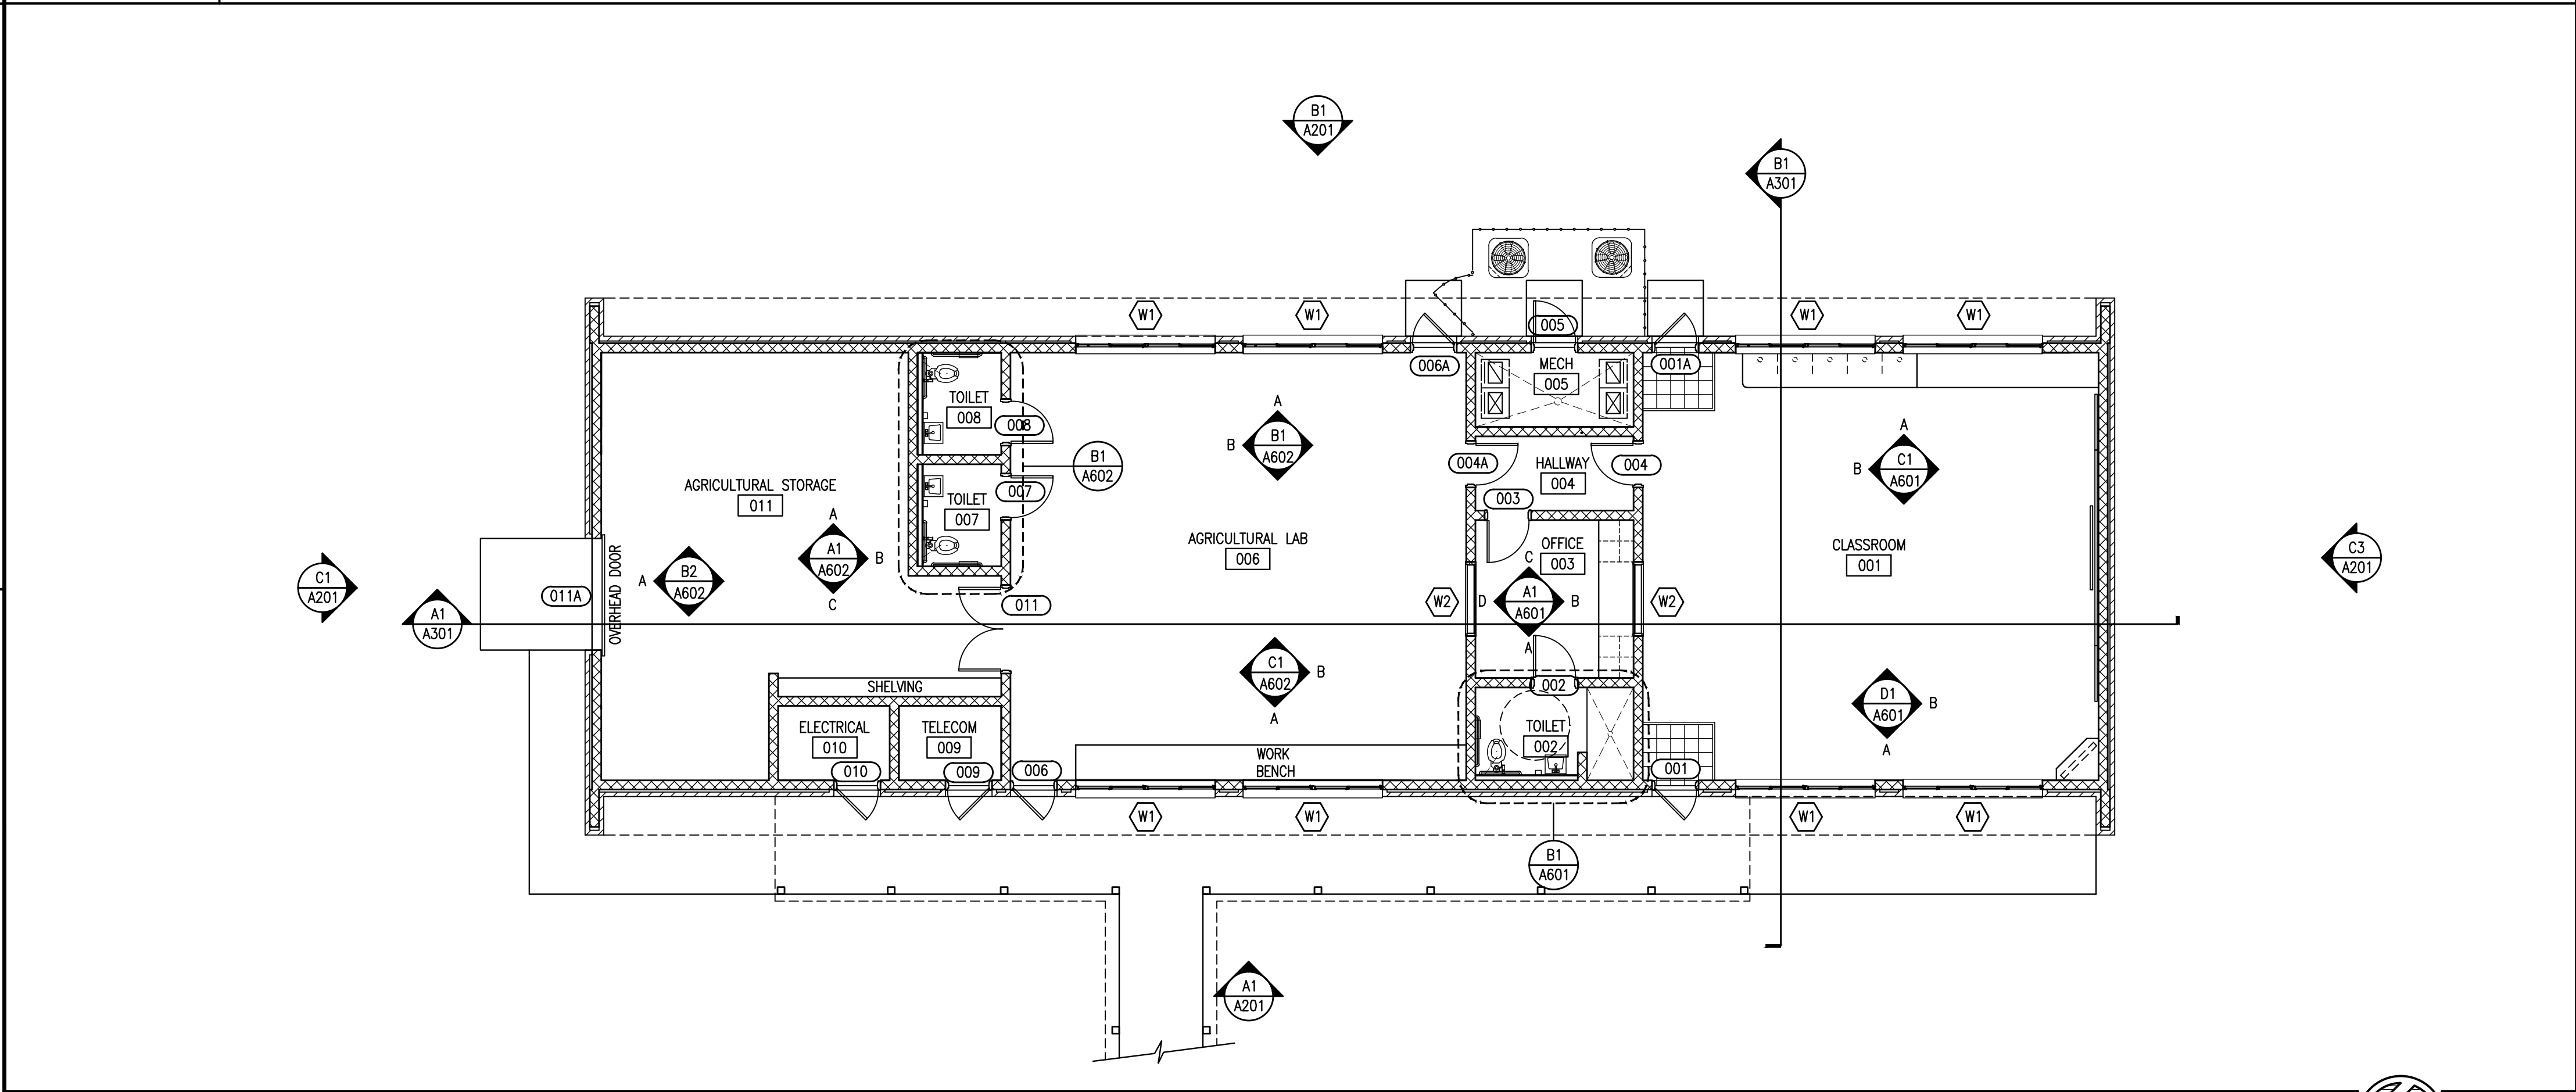 B1
A201
B1
A301
W1
W1
W1
W1
005
006A
MECH
005
001A
TOILET
008
008
A
B
B1
A602
B1
A602
004A
HALLWAY
004
004
A
B
C1
A601
AGRICULTURAL STORAGE
011
TOILET
007
007
003
A
A1
A602
B
C
AGRICULTURAL LAB
006
OFFICE
003
C
CLASSROOM
001
C3
A201
C1
A201
A1
A301
011A
OVERHEAD DOOR
A
B2
A602
011
W2
D
A1
A601
B
A
W2
C1
A602
B
A
SHELVING
002
D1
A601
B
A
ELECTRICAL
010
TELECOM
009
TOILET
002
010
009
006
WORK
BENCH
001
W1
W1
W1
W1
B1
A601
A1
A201